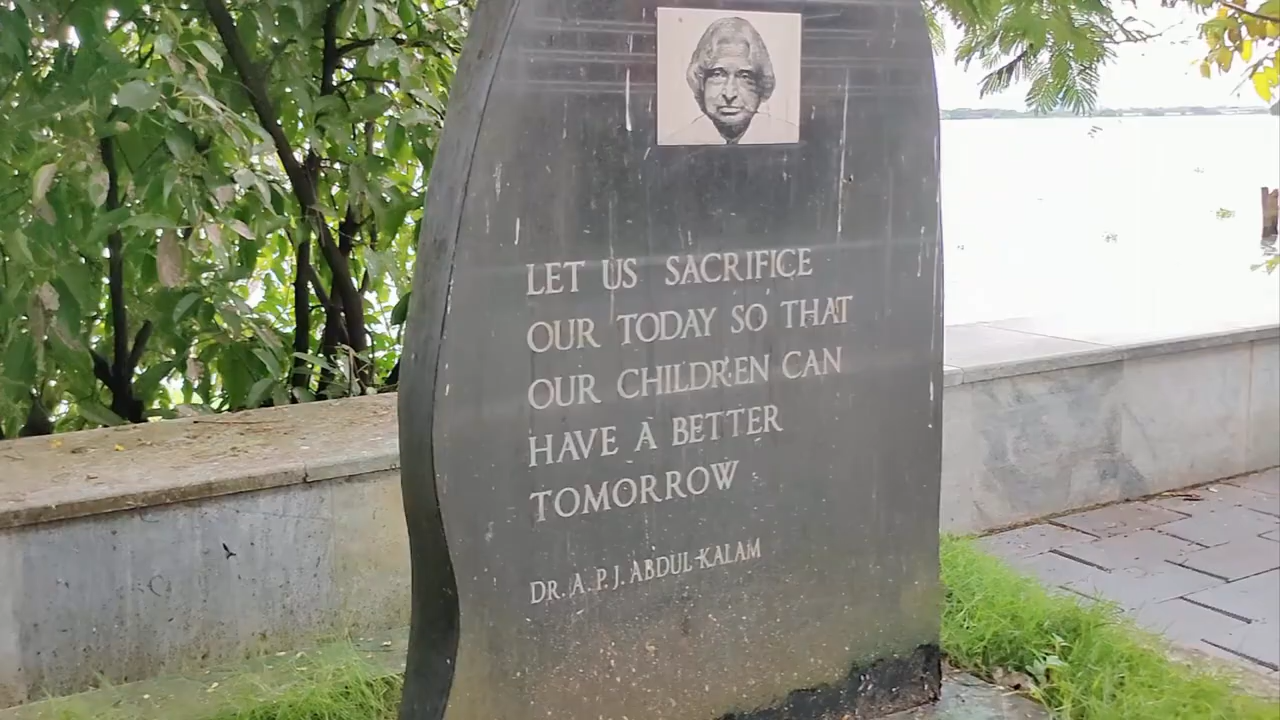 LET US SACRIFICE
OUR TODAY SO THAT
OUR CHILDREN CAN
HAVE A BETTER
TOMORROW
DR. A. P. J. ABDUL KALAM